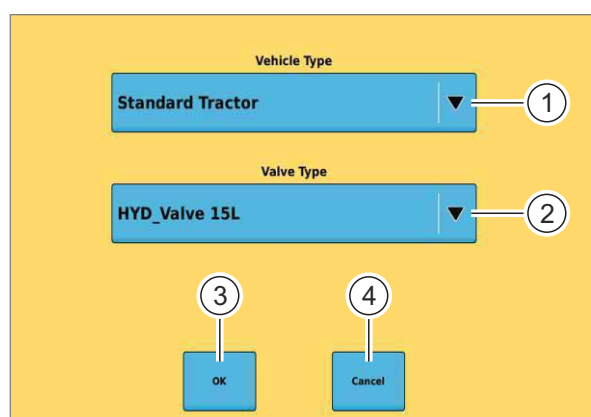 Vehicle Type
Standard Tractor
1
Valve Type
HYD_Valve 15L
2
3
4
OK
Cancel